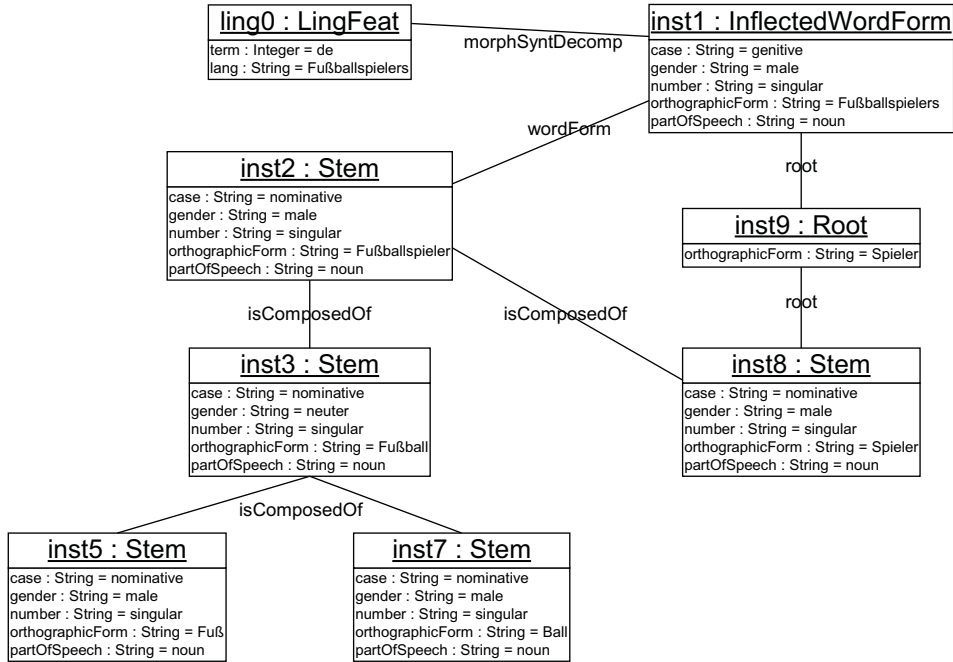 ling0 : LingFeat
term : Integer = de
lang : String = Fußballspielers
morphSyntDecomp
inst1 : InflectedWordForm
case : String = genitive
gender : String = male
number : String = singular
orthographicForm : String = Fußballspielers
partOfSpeech : String = noun
wordForm
root
inst2 : Stem
case : String = nominative
gender : String = male
number : String = singular
orthographicForm : String = Fußballspieler
partOfSpeech : String = noun
inst9 : Root
orthographicForm : String = Spieler
isComposedOf
isComposedOf
root
inst3 : Stem
case : String = nominative
gender : String = neuter
number : String = singular
orthographicForm : String = Fußball
partOfSpeech : String = noun
inst8 : Stem
case : String = nominative
gender : String = male
number : String = singular
orthographicForm : String = Spieler
partOfSpeech : String = noun
isComposedOf
inst5 : Stem
case : String = nominative
gender : String = male
number : String = singular
orthographicForm : String = Fuß
partOfSpeech : String = noun
inst7 : Stem
case : String = nominative
gender : String = male
number : String = singular
orthographicForm : String = Ball
partOfSpeech : String = noun